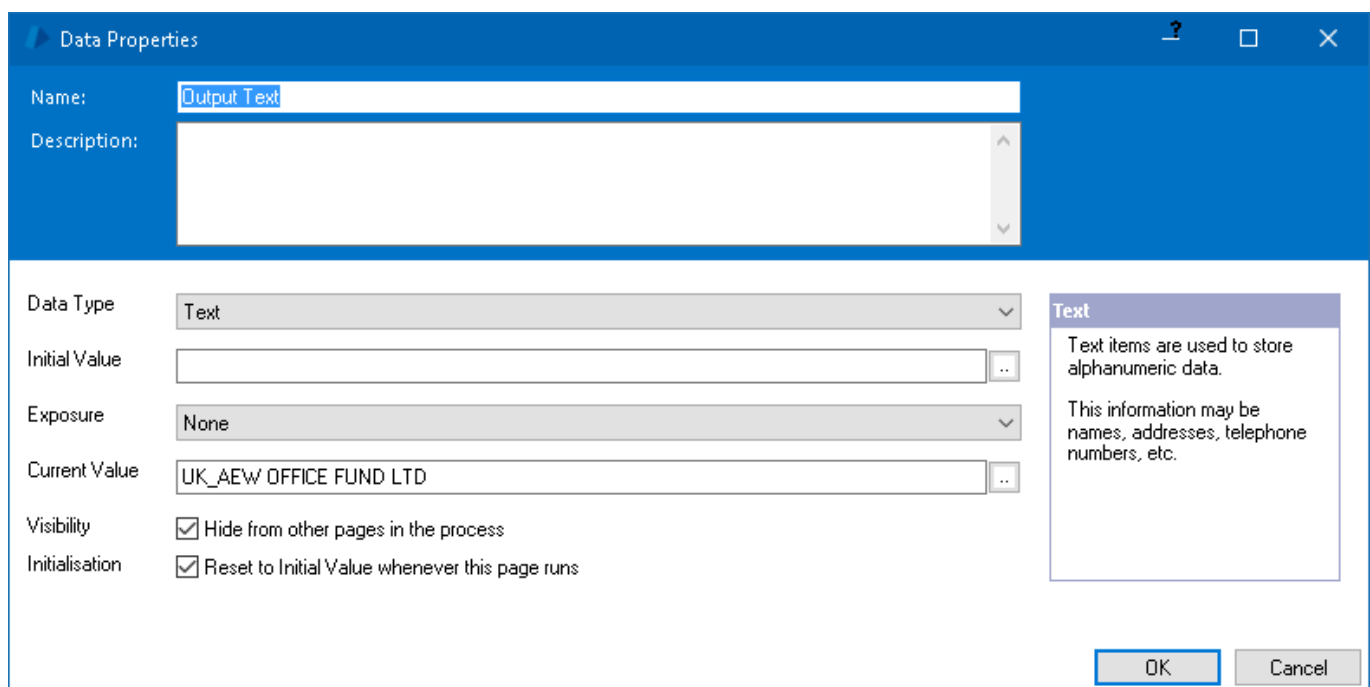 Data Properties
?
Name:
Output Text
Description:
Data Type
Text
Initial Value
..
Exposure
None
Current Value
UK_AEW OFFICE FUND LTD
..
Visibility
Hide from other pages in the process
Initialisation
Reset to Initial Value whenever this page runs
Text
Text items are used to store
alphanumeric data.
This information may be
names, addresses, telephone
numbers, etc.
OK
Cancel